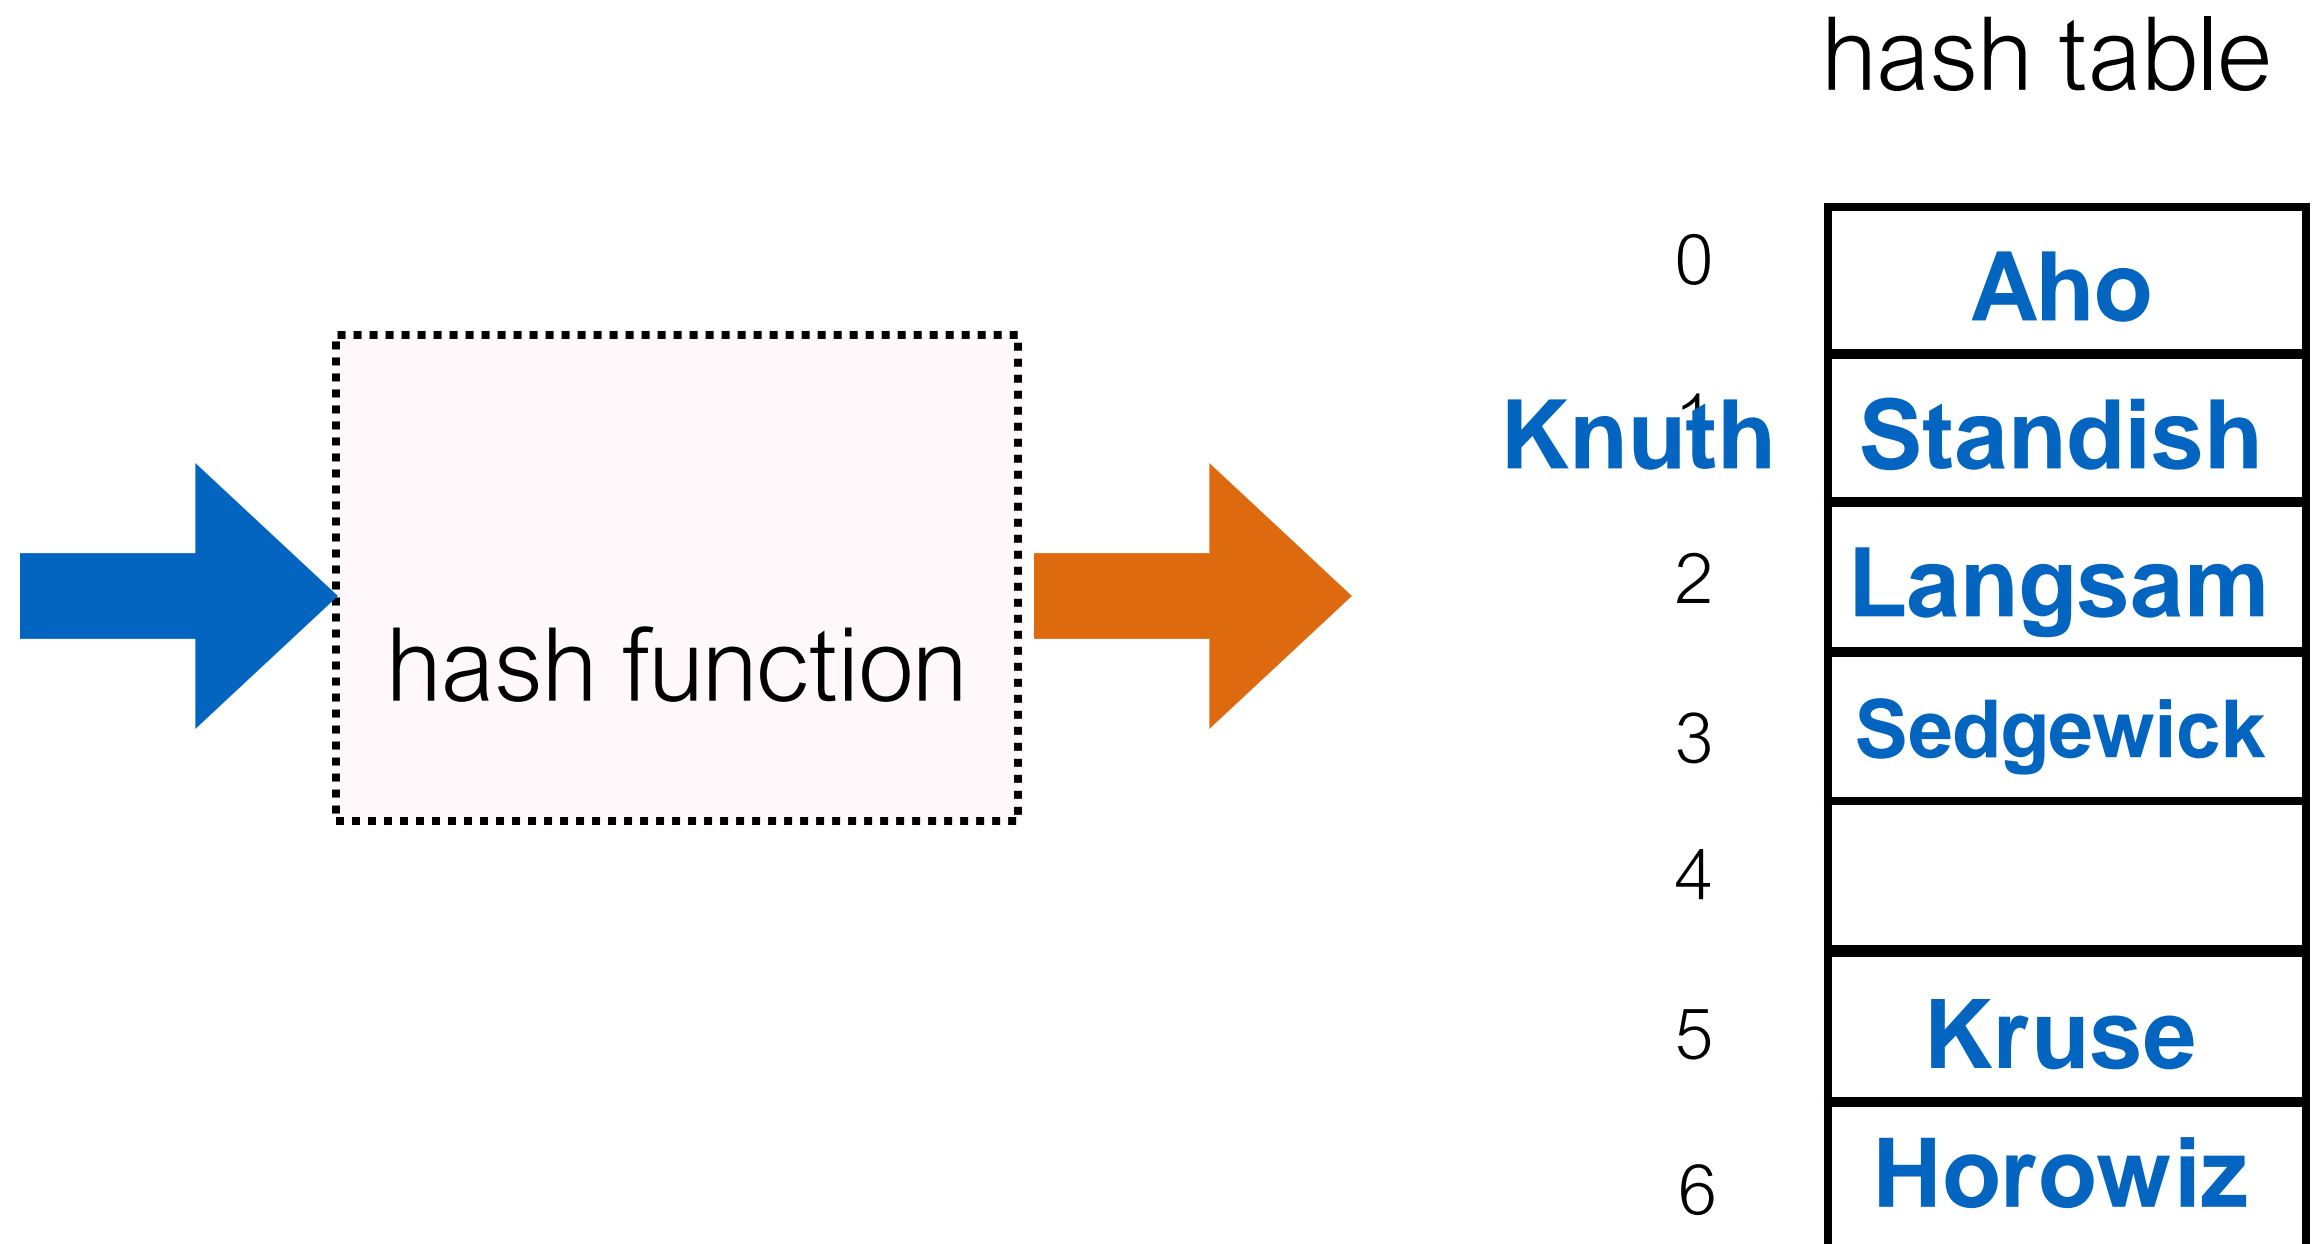 hash table
0 Aho
1 Knuth Standish
2 Langsam
hash function
3 Sedgewick
4
5 Kruse
6 Horowiz